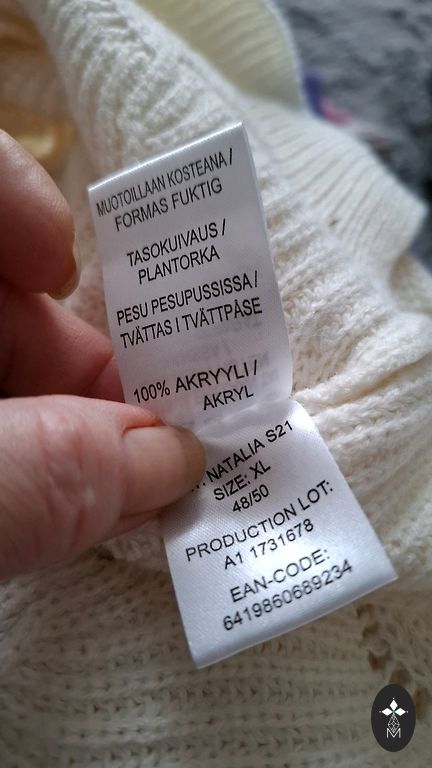 MUOTOILLAAN KOSTEANA /
FORMAS FUKTIG
TASOKUIVAUS /
PLANTORKA
PESU PESUPUSSISSA /
TVÄTTAS I TVÄTTPÅSE
100% AKRYYLI /
AKRYL
NATALIA S21
SIZE: XL
48/50
PRODUCTION LOT:
A1 1731678
EAN-CODE:
6419860689234
M